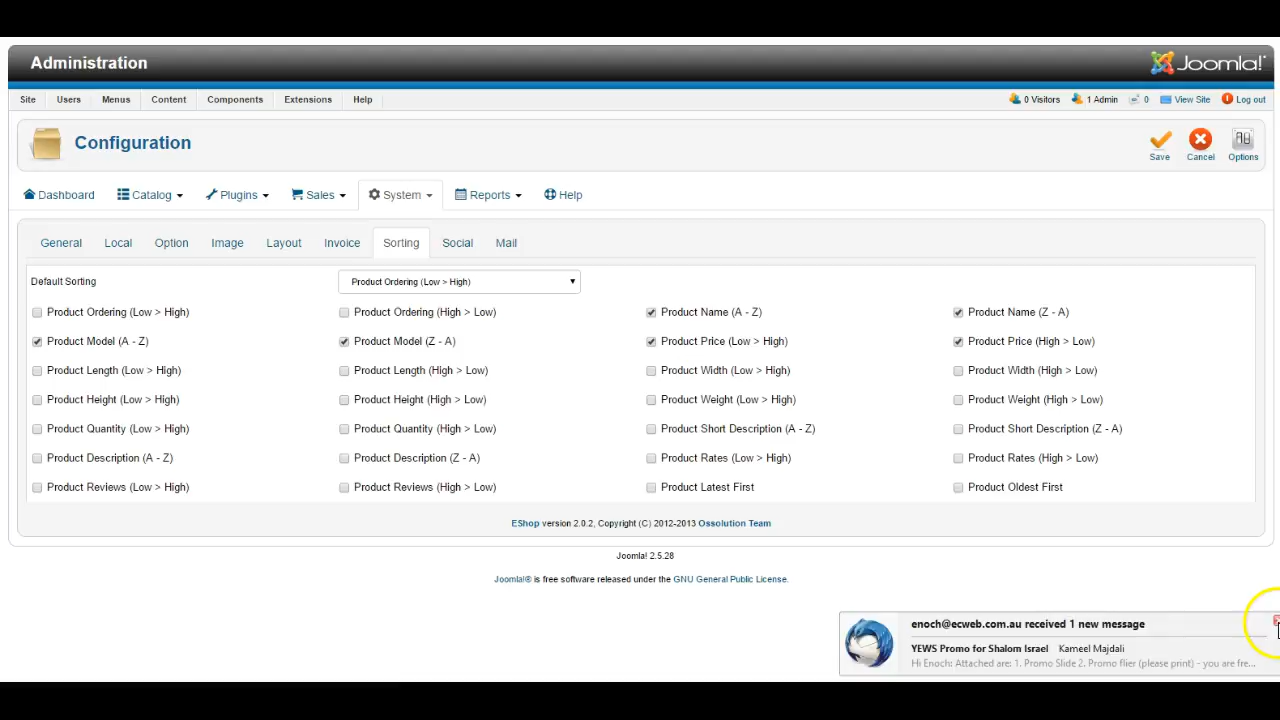 Administration
Joomla!
Site Users Menus Content Components Extensions Help 0 Visitors 1 Admin 0 View Site Log out
Configuration
Save Cancel Options
Dashboard Catalog Plugins Sales System Reports Help
General Local Option Image Layout Invoice Sorting Social Mail
Default Sorting Product Ordering (Low > High)
Product Ordering (Low > High) Product Ordering (High > Low) Product Name (A - Z) Product Name (Z - A)
Product Model (A - Z) Product Model (Z - A) Product Price (Low > High) Product Price (High > Low)
Product Length (Low > High) Product Length (High > Low) Product Width (Low > High) Product Width (High > Low)
Product Height (Low > High) Product Height (High > Low) Product Weight (Low > High) Product Weight (High > Low)
Product Quantity (Low > High) Product Quantity (High > Low) Product Short Description (A - Z) Product Short Description (Z - A)
Product Description (A - Z) Product Description (Z - A) Product Rates (Low > High) Product Rates (High > Low)
Product Reviews (Low > High) Product Reviews (High > Low) Product Latest First Product Oldest First
EShop version 2.0.2, Copyright (C) 2012-2013 Ossolution Team
Joomla! 2.5.28
Joomla!® is free software released under the GNU General Public License.
enoch@ecweb.com.au received 1 new message
YEWS Promo for Shalom Israel Kameel Majdali
Hi Enoch: Attached are: 1. Promo Slide 2. Promo flier (please print) - you are fre...